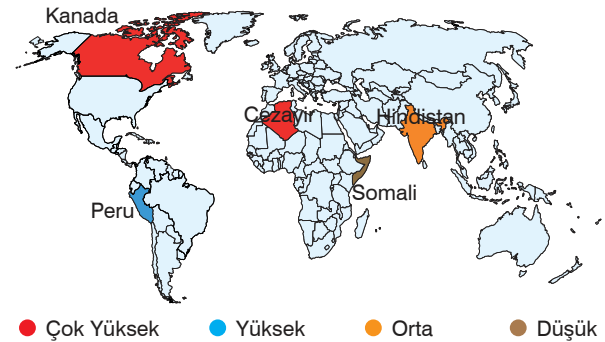 Kanada
Cezayir
Hindistan
Somali
Peru
Çok Yüksek
Yüksek
Orta
Düşük